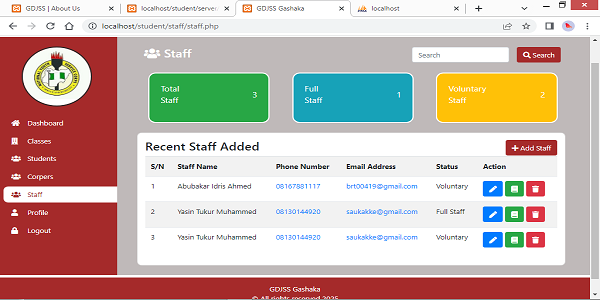 GDJSS | About Us
localhost/student/server:
GDJSS Gashaka
localhost
localhost/student/staff/staff.php
Staff
Search
Search
Total Staff 3
Full Staff 1
Voluntary Staff 2
Dashboard
Classes
Students
Corpers
Staff
Profile
Logout
Recent Staff Added
Add Staff
S/N Staff Name Phone Number Email Address Status Action
1 Abubakar Idris Ahmed 08167881117 brt00419@gmail.com Voluntary
2 Yasin Tukur Muhammed 08130144920 saukakke@gmail.com Full Staff
3 Yasin Tukur Muhammed 08130144920 saukakke@gmail.com Voluntary
GDJSS Gashaka
© All rights reserved 2025